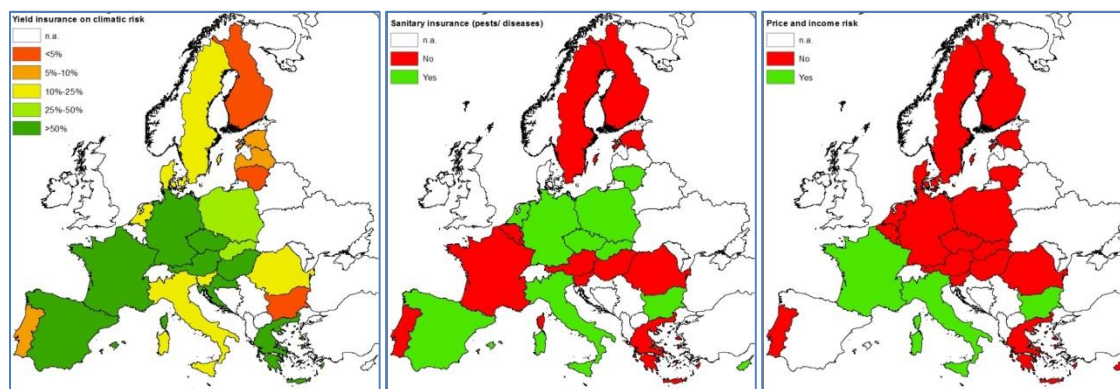 Yield insurance on climatic risk
n.a.
<5%
5%-10%
10%-25%
25%-50%
>50%
Sanitary insurance (pests/ diseases)
n.a.
No
Yes
Price and income risk
n.a.
No
Yes